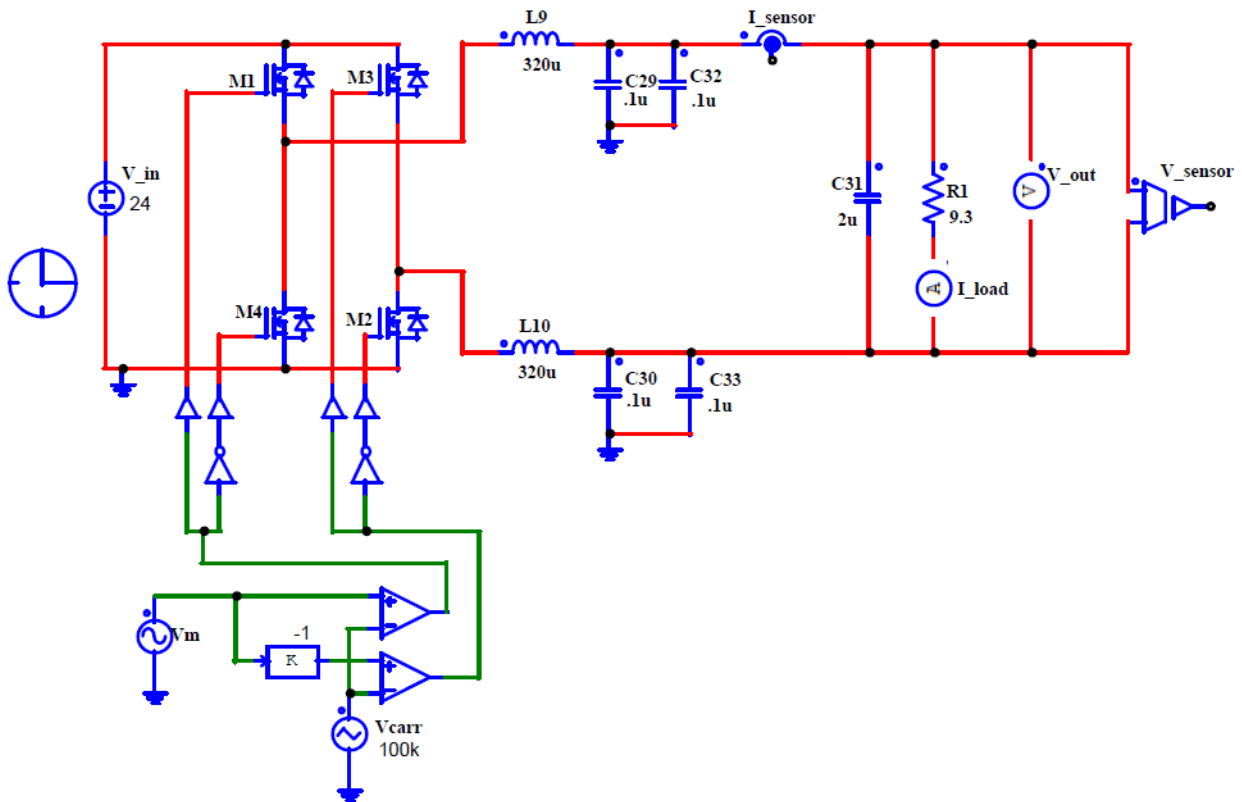 L9
320u
I_sensor
M1
M3
C29
.1u
C32
.1u
V_in
24
C31
2u
R1
9.3
V
V_out
V_sensor
M4
M2
A
I_load
L10
320u
C30
.1u
C33
.1u
Vm
-1
K
Vcarr
100k